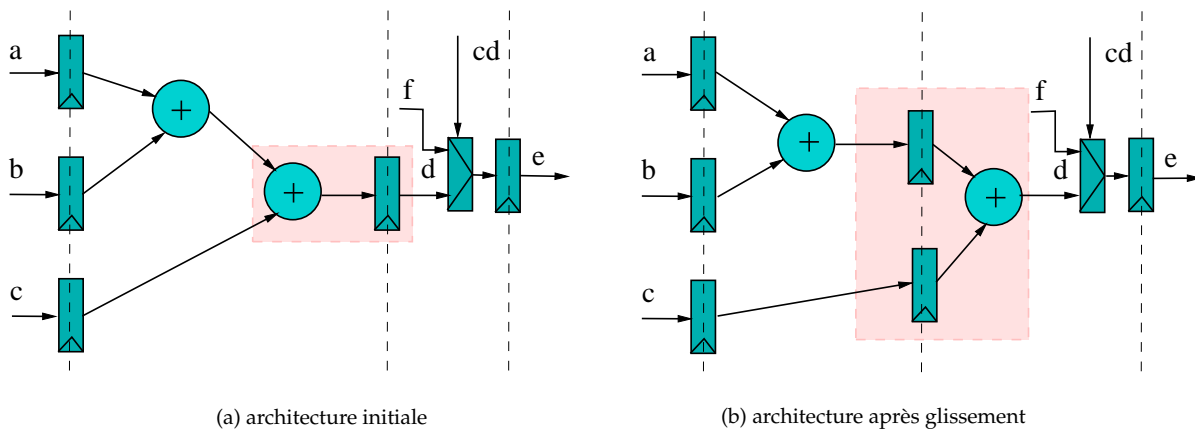 a
b
c
+
+
f
cd
d
e
(a) architecture initiale
a
b
c
+
+
f
cd
d
e
(b) architecture après glissement